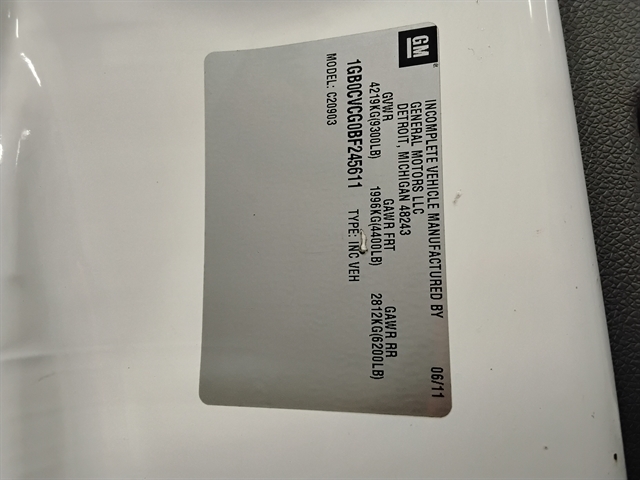 GM
INCOMPLETE VEHICLE MANUFACTURED BY
GENERAL MOTORS LLC 06/11
DETROIT, MICHIGAN 48243
GVWR GAWR FRT GAWR RR
4219KG(9300LB) 1996KG(4400LB) 2812KG(6200LB)
1GB0CVCG0BF245611 TYPE: INC VEH
MODEL: C20903